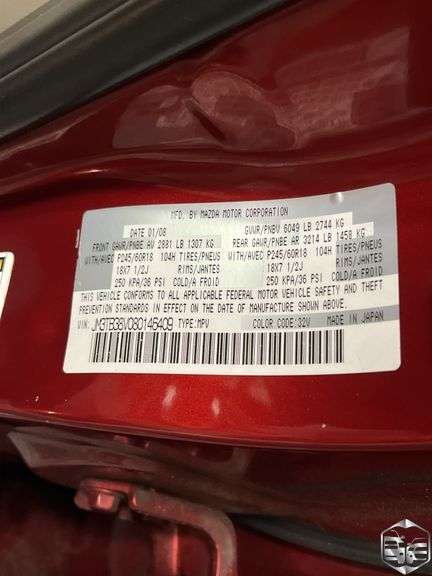 MFD. BY MAZDA MOTOR CORPORATION
DATE 01/08 GVWR/PNBV 6049 LB 2744 KG
FRONT GAWR/PNBE AV 2881 LB 1307 KG REAR GAWR/PNBE AR 3214 LB 1458 KG
WITH/AVEC P245/60R18 104H TIRES/PNEUS WITH/AVEC P245/60R18 104H TIRES/PNEUS
18X7 1/2J RIMS/JANTES 18X7 1/2J RIMS/JANTES
250 KPA/36 PSI COLD/A FROID 250 KPA/36 PSI COLD/A FROID
THIS VEHICLE CONFORMS TO ALL APPLICABLE FEDERAL MOTOR VEHICLE SAFETY AND THEFT
PREVENTION STANDARDS IN EFFECT ON THE DATE OF MANUFACTURE SHOWN ABOVE.
VIN: JM3TB38V080146409 TYPE:MPV COLOR CODE:32V MADE IN JAPAN